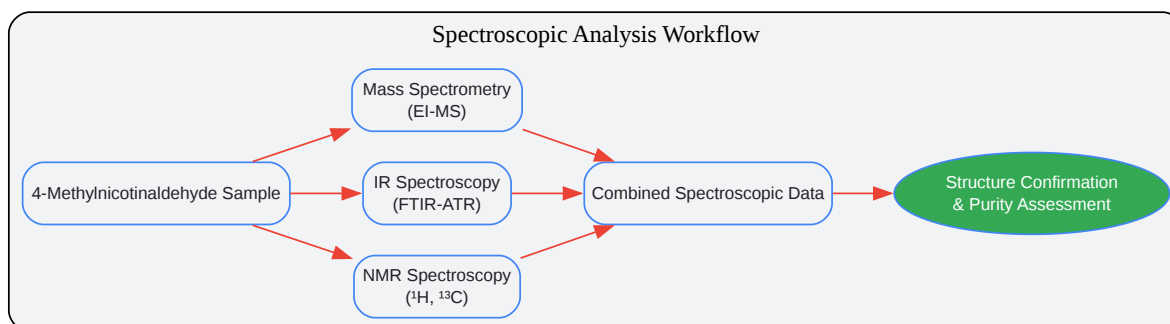 Spectroscopic Analysis Workflow
Mass Spectrometry
(EI-MS)
4-Methylnicotinaldehyde Sample
IR Spectroscopy
(FTIR-ATR)
Combined Spectroscopic Data
Structure Confirmation
& Purity Assessment
NMR Spectroscopy
(¹H, ¹³C)